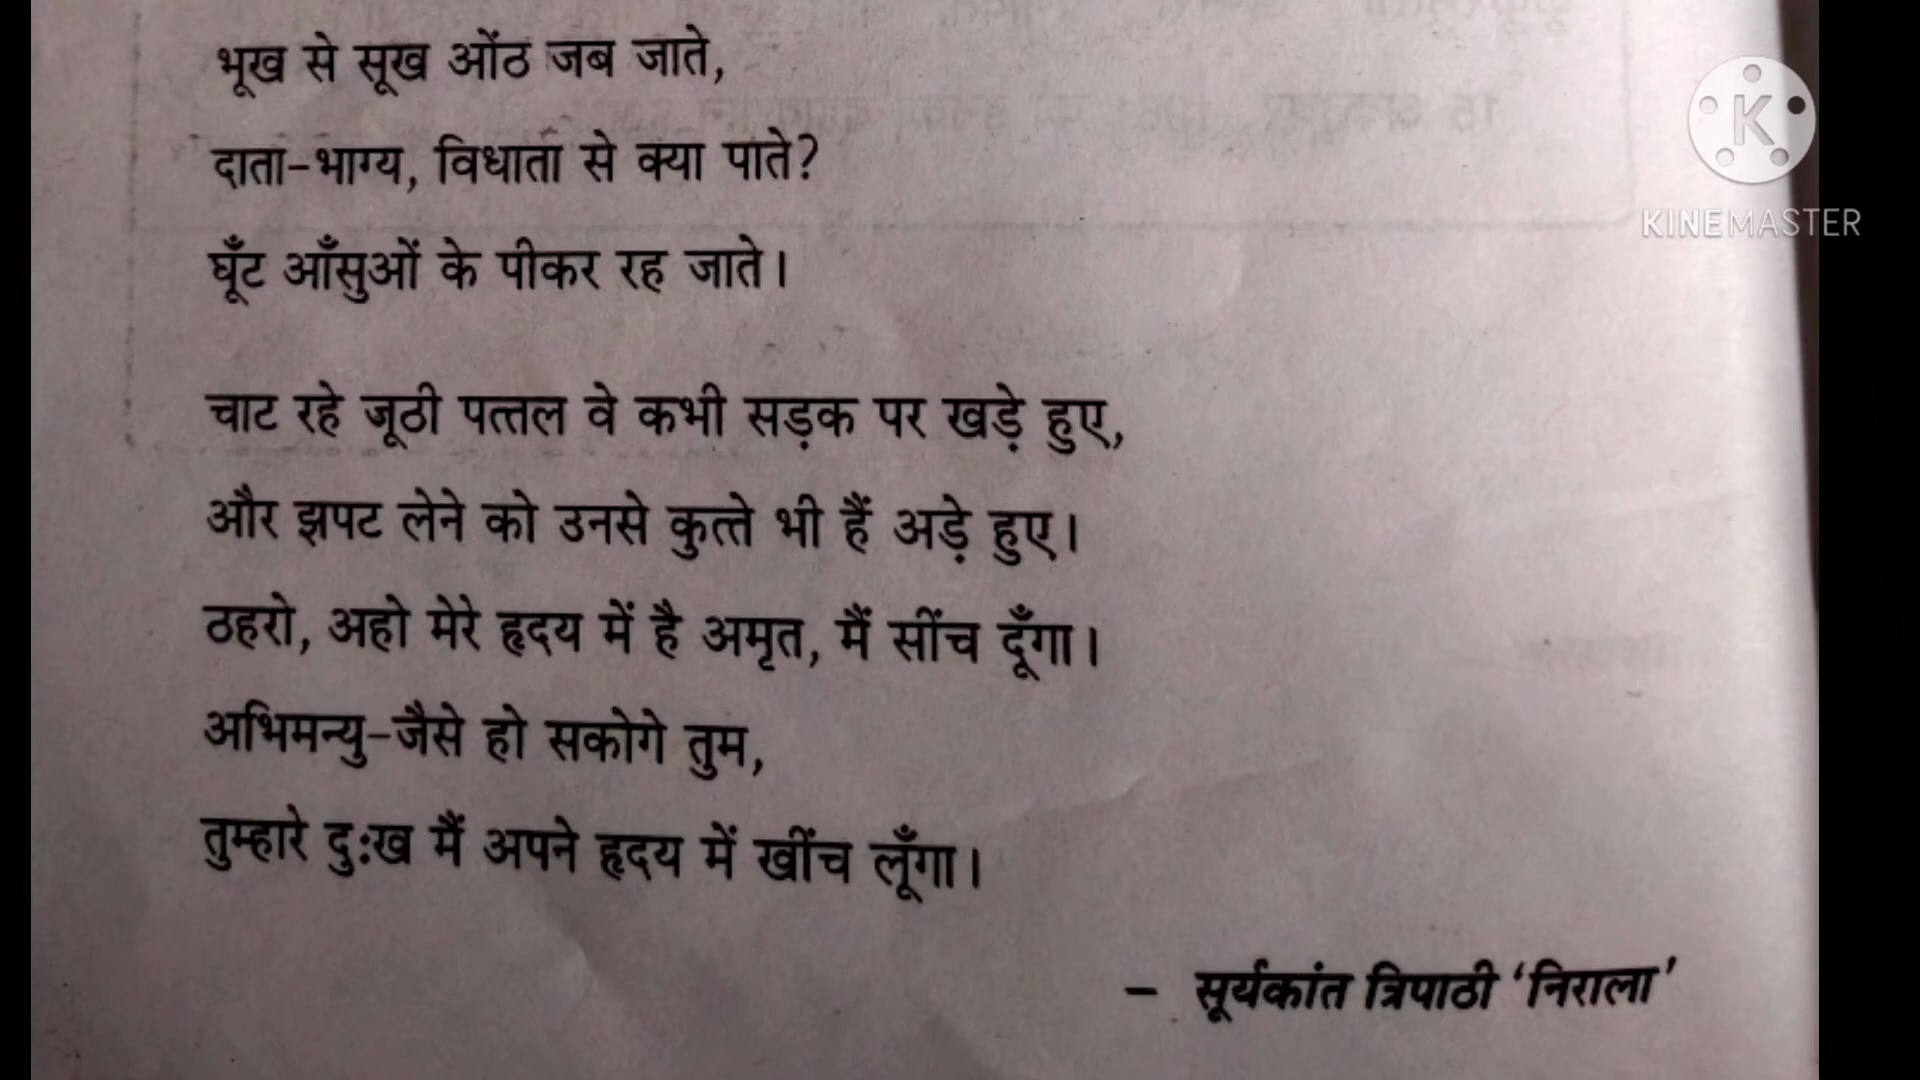 भूख से सूख ओंठ जब जाते,
दाता-भाग्य, विधाता से क्या पाते?
घूँट आँसुओं के पीकर रह जाते।
चाट रहे जूठी पत्तल वे कभी सड़क पर खड़े हुए,
और झपट लेने को उनसे कुत्ते भी हैं अड़े हुए।
ठहरो, अहो मेरे हृदय में है अमृत, मैं सींच दूँगा।
अभिमन्यु-जैसे हो सकोगे तुम,
तुम्हारे दुःख मैं अपने हृदय में खींच लूँगा।
– सूर्यकांत त्रिपाठी ‘निराला’
K
KINEMASTER